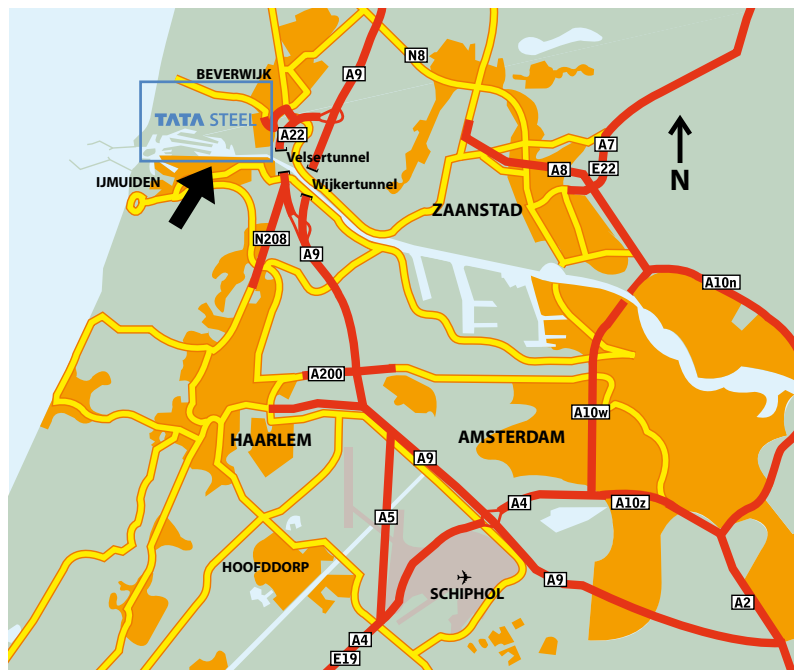 N8
BEVERWIJK
A9
TATA STEEL
A22
A7
Velsertunnel
A8
E22
IJMUIDEN
Wijkertunnel
N
ZAANSTAD
N208
A9
A10n
A200
A10w
HAARLEM
AMSTERDAM
A9
A4
A10z
A5
HOOFDDORP
A9
SCHIPHOL
A2
A4
E19